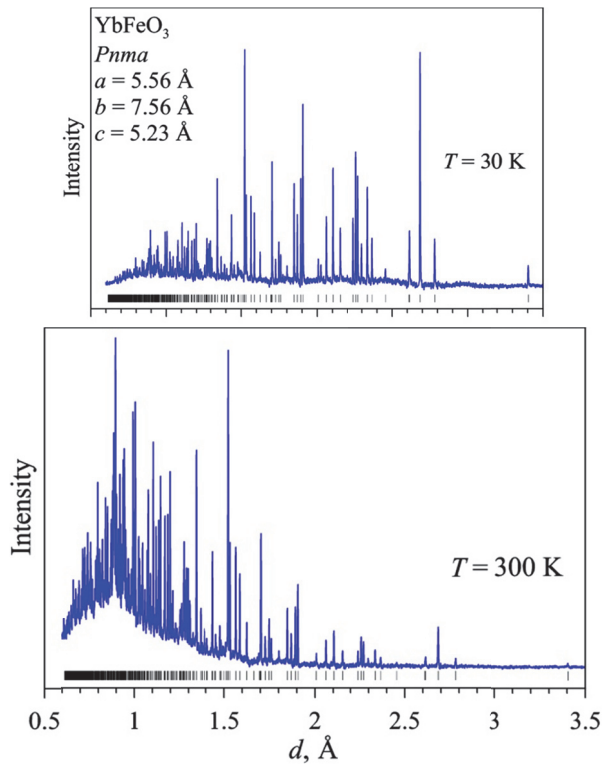 YbFeO₃
Pnma
a = 5.56 Å
b = 7.56 Å
c = 5.23 Å
T = 30 K
Intensity
T = 300 K
Intensity
0.5 1 1.5 2 2.5 3 3.5
d, Å